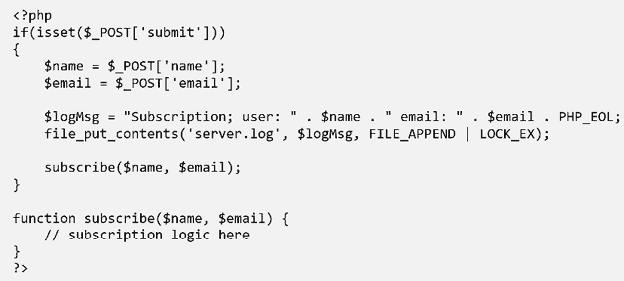 <?php
if(isset($_POST['submit']))
{
    $name = $_POST['name'];
    $email = $_POST['email'];

    $logMsg = "Subscription; user: " . $name . " email: " . $email . PHP_EOL;
    file_put_contents('server.log', $logMsg, FILE_APPEND | LOCK_EX);

    subscribe($name, $email);
}

function subscribe($name, $email) {
    // subscription logic here
}
?>